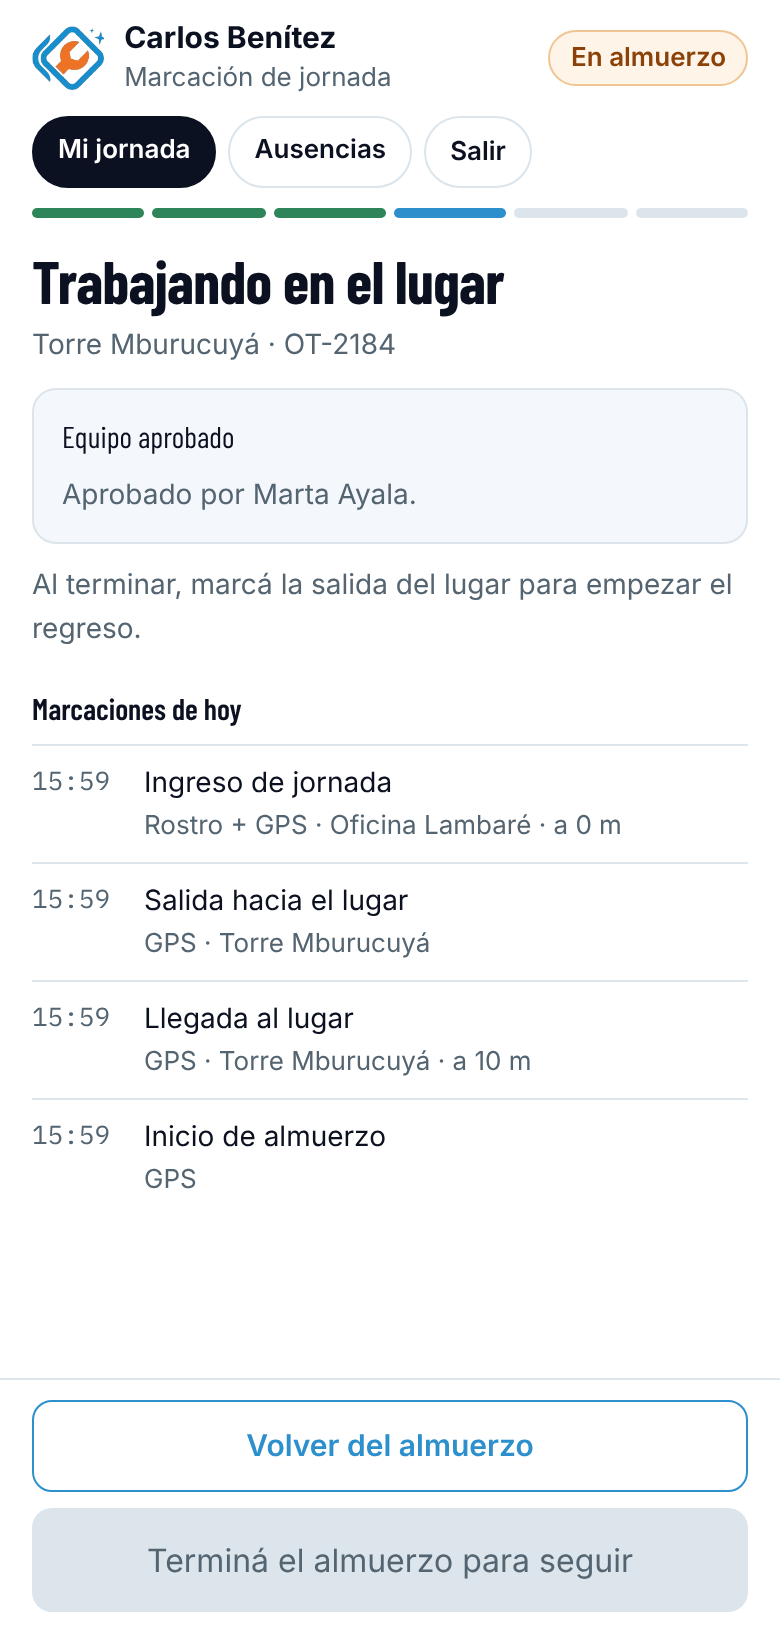 Carlos Benítez
Marcación de jornada
En almuerzo
Mi jornada
Ausencias
Salir
Trabajando en el lugar
Torre Mburucuyá · OT-2184
Equipo aprobado
Aprobado por Marta Ayala.
Al terminar, marcá la salida del lugar para empezar el
regreso.
Marcaciones de hoy
15:59 Ingreso de jornada
Rostro + GPS · Oficina Lambaré · a 0 m
15:59 Salida hacia el lugar
GPS · Torre Mburucuyá
15:59 Llegada al lugar
GPS · Torre Mburucuyá · a 10 m
15:59 Inicio de almuerzo
GPS
Volver del almuerzo
Terminá el almuerzo para seguir